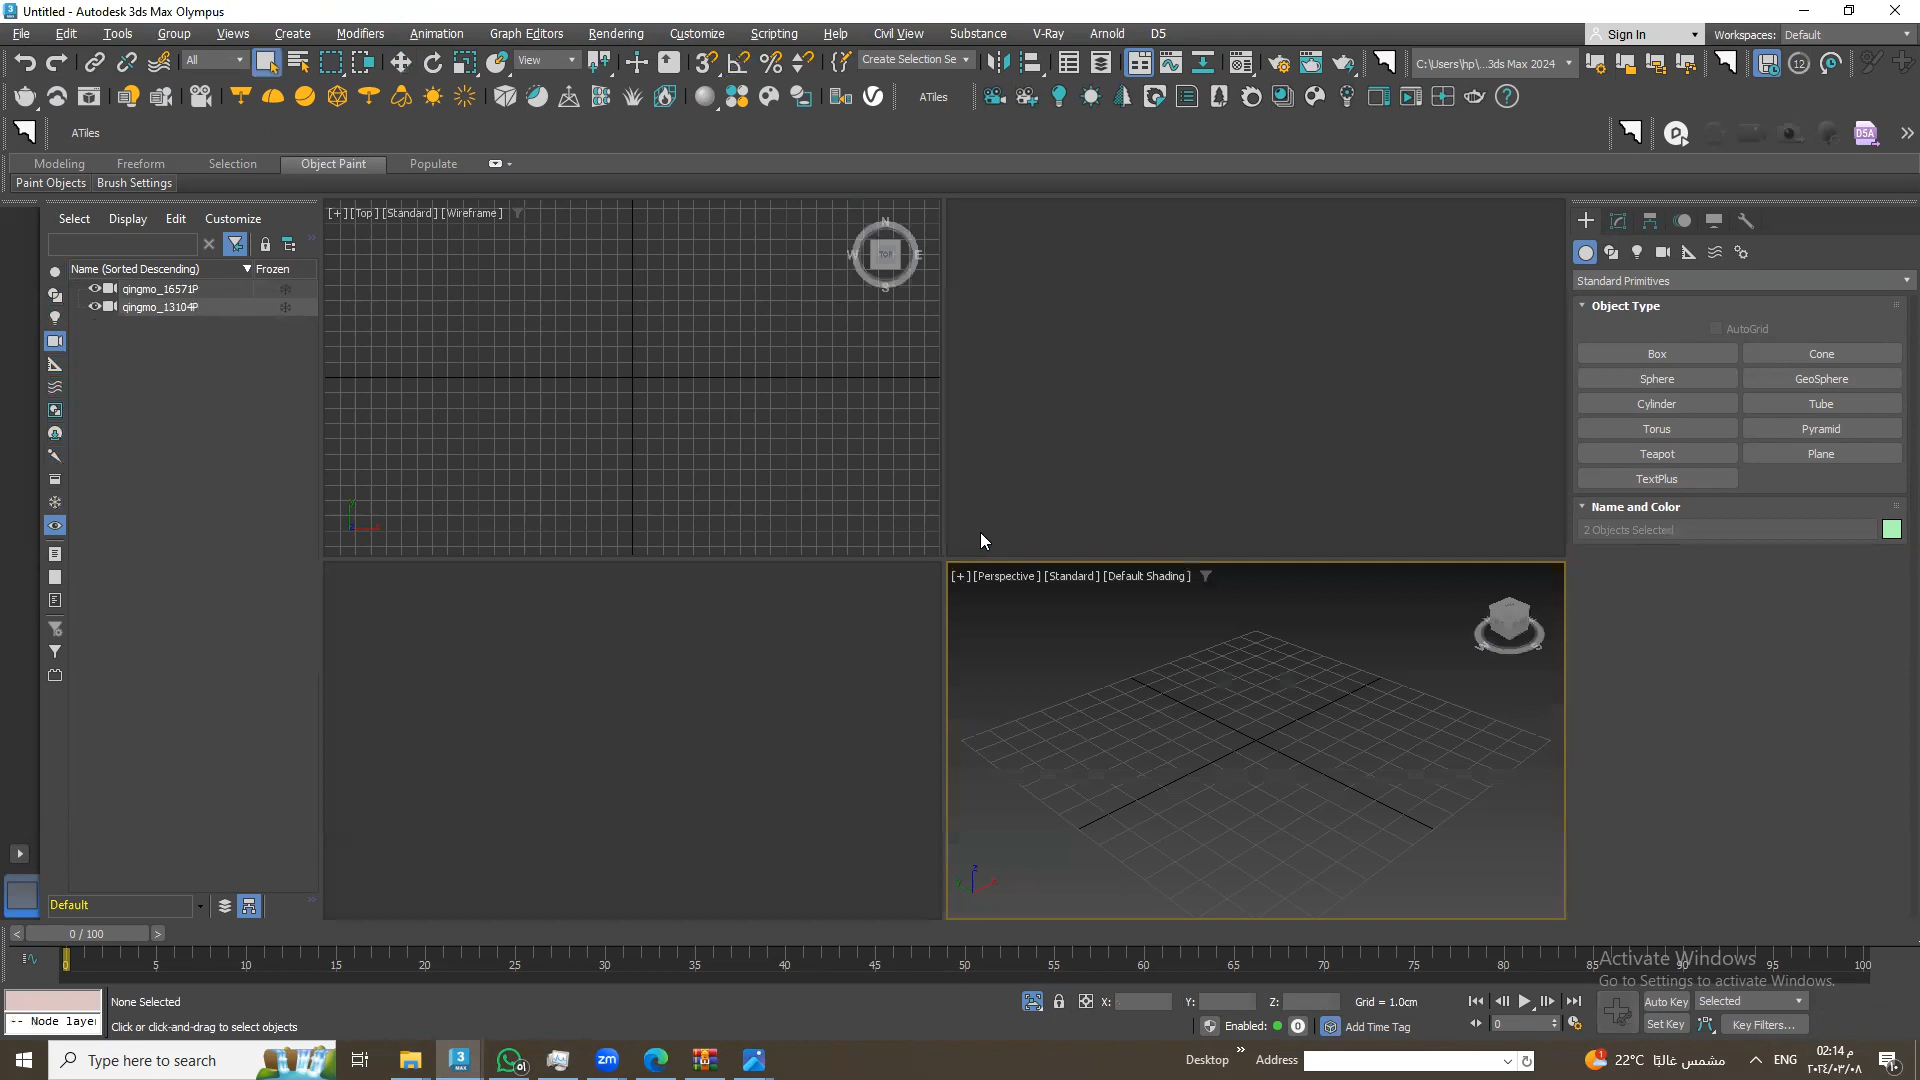 Untitled - Autodesk 3ds Max Olympus
File Edit Tools Group Views Create Modifiers Animation Graph Editors Rendering Customize Scripting Help Civil View Substance V-Ray Arnold D5
Sign In Workspaces: Default
All View Create Selection Se C:\Users\hp\...3ds Max 2024 12
ATiles
ATiles D5A
Modeling Freeform Selection Object Paint Populate
Paint Objects Brush Settings
Select Display Edit Customize
[+] [Top] [Standard] [Wireframe]
N
W TOP E
S
Name (Sorted Descending) Frozen
qingmo_16571P
qingmo_13104P
Standard Primitives
Object Type
AutoGrid
Box Cone
Sphere GeoSphere
Cylinder Tube
Torus Pyramid
Teapot Plane
TextPlus
Name and Color
2 Objects Selected
[+] [Perspective] [Standard] [Default Shading]
Default
< 0 / 100 >
0 5 10 15 20 25 30 35 40 45 50 55 60 65 70 75 80 85 90 95 100
Activate Windows
Go to Settings to activate Windows.
None Selected
X: Y: Z: Grid = 1.0cm
Auto Key Selected
-- Node layer
Click or click-and-drag to select objects
Enabled: 0 Add Time Tag
0
Set Key Key Filters...
Type here to search
Desktop Address
22°C مشمس غالبًا
ENG
02:14 م
٢٠٢٤/٠٣/٠٨